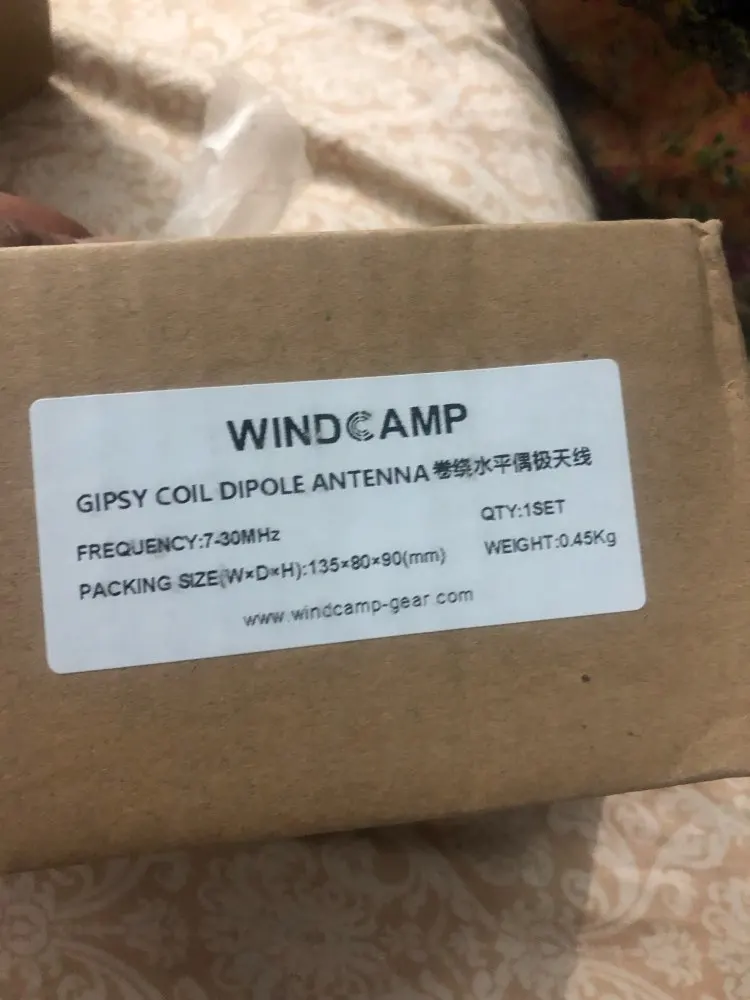 WINDCAMP
GIPSY COIL DIPOLE ANTENNA 卷绕水平偶极天线
FREQUENCY:7-30MHz QTY:1SET
PACKING SIZE(W×D×H):135×80×90(mm) WEIGHT:0.45Kg
www.windcamp-gear.com